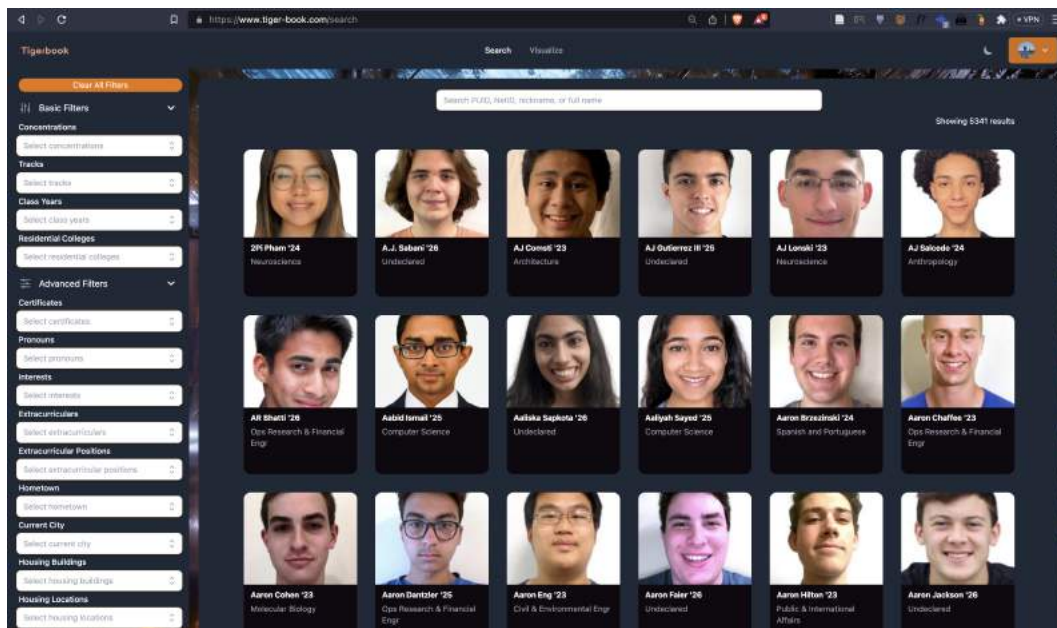 https://www.tiger-book.com/search
VPN
Tigerbook
Search
Visualize
Clear All Filters
Basic Filters
Concentrations
Select concentrations
Tracks
Select tracks
Class Years
Select class years
Residential Colleges
Select residential colleges
Advanced Filters
Certificates
Select certificates
Pronouns
Select pronouns
Interests
Select interests
Extracurriculars
Select extracurriculars
Extracurricular Positions
Select extracurricular positions
Hometown
Select hometown
Current City
Select current city
Housing Buildings
Select housing buildings
Housing Locations
Select housing locations
Search PUID, NetID, nickname, or full name
Showing 5341 results
2Pi Pham '24
Neuroscience
A.J. Sabani '26
Undeclared
AJ Comsti '23
Architecture
AJ Gutierrez III '25
Undeclared
AJ Lonski '23
Neuroscience
AJ Salcedo '24
Anthropology
AR Bhatti '26
Ops Research & Financial
Engr
Aabid Ismail '25
Computer Science
Aaliska Sapkota '26
Undeclared
Aaliyah Sayed '25
Computer Science
Aaron Brzezinski '24
Spanish and Portuguese
Aaron Chaffee '23
Ops Research & Financial
Engr
Aaron Cohen '23
Molecular Biology
Aaron Dantzler '25
Ops Research & Financial
Engr
Aaron Eng '23
Civil & Environmental Engr
Aaron Faier '26
Undeclared
Aaron Hilton '23
Public & International
Affairs
Aaron Jackson '26
Undeclared